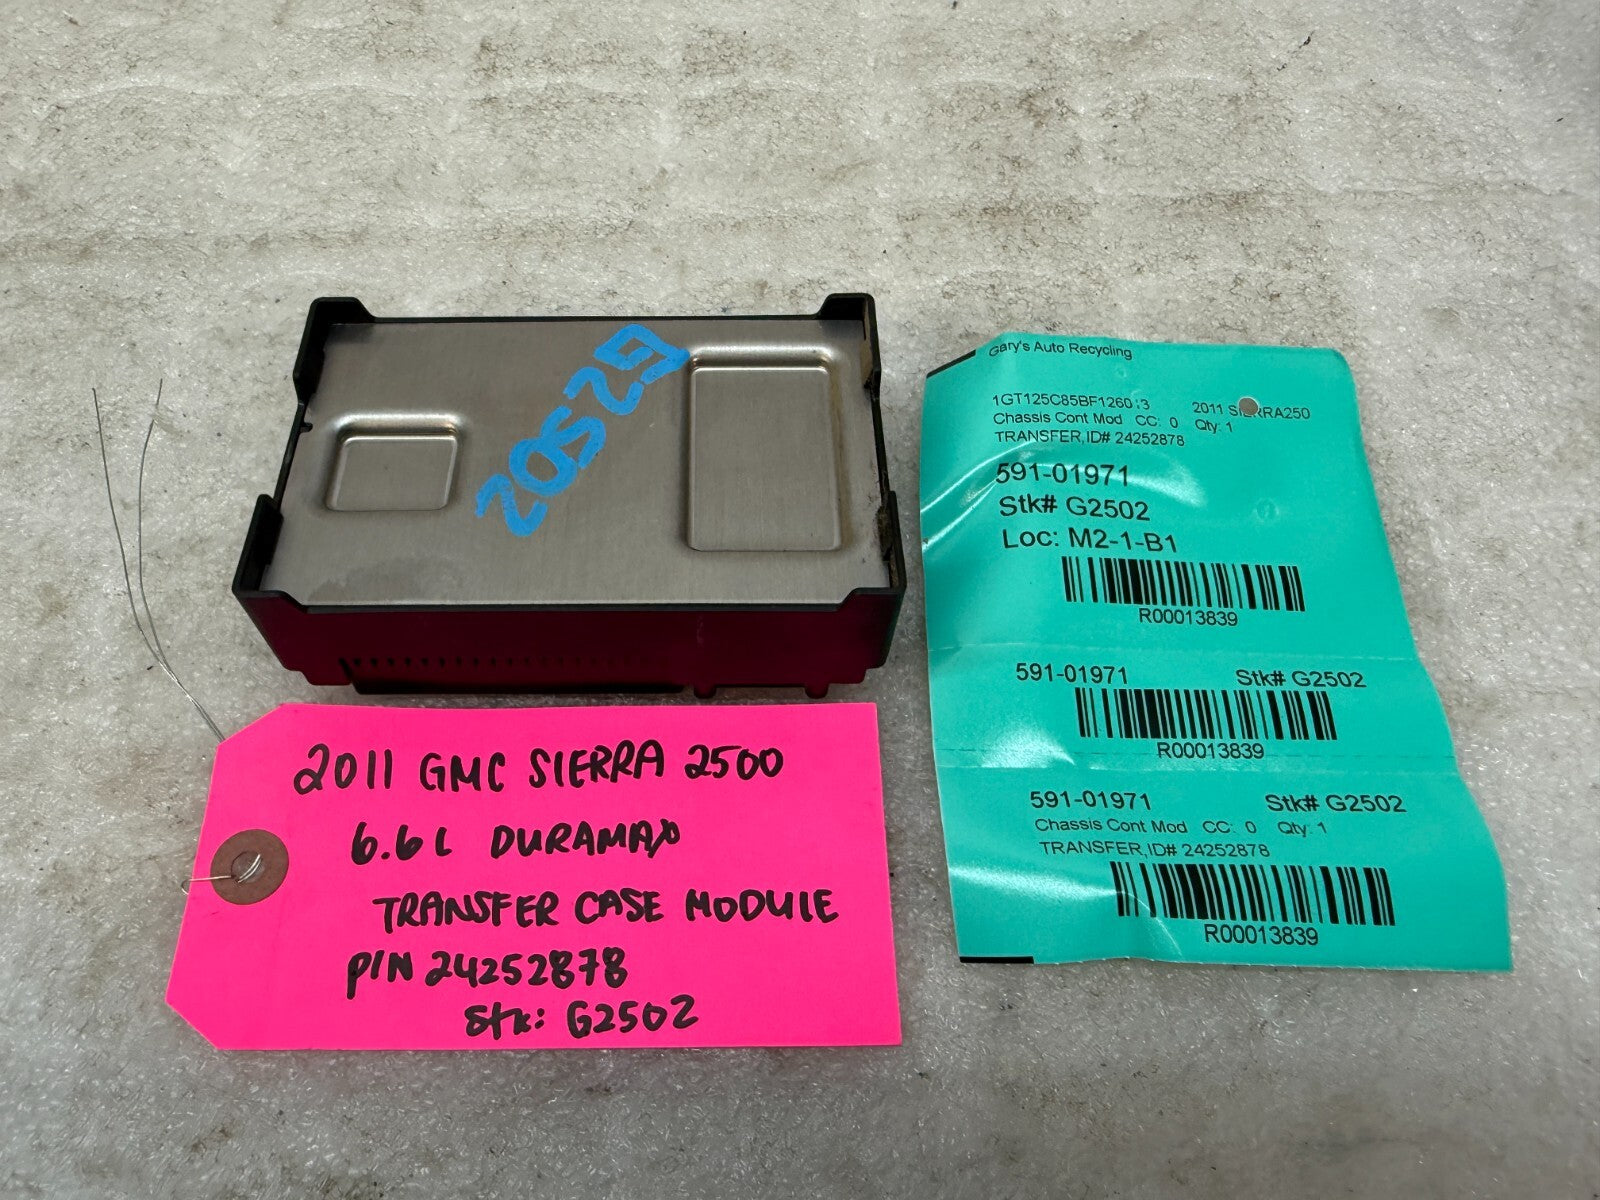 G2502
2011 GMC SIERRA 2500
6.6L DURAMAX
TRANSFER CASE MODULE
P/N 24252878
Stk: G2502
Gary's Auto Recycling
2011
Chassis Cont Mod CC: 0 Qty: 1
TRANSFER,ID# 24252878
591-01971
Stk# G2502
Loc: M2-1-B1
R00013839
591-01971 Stk# G2502
R00013839
591-01971 Stk# G2502
Chassis Cont Mod CC: 0 Qty: 1
TRANSFER,ID# 24252878
R00013839